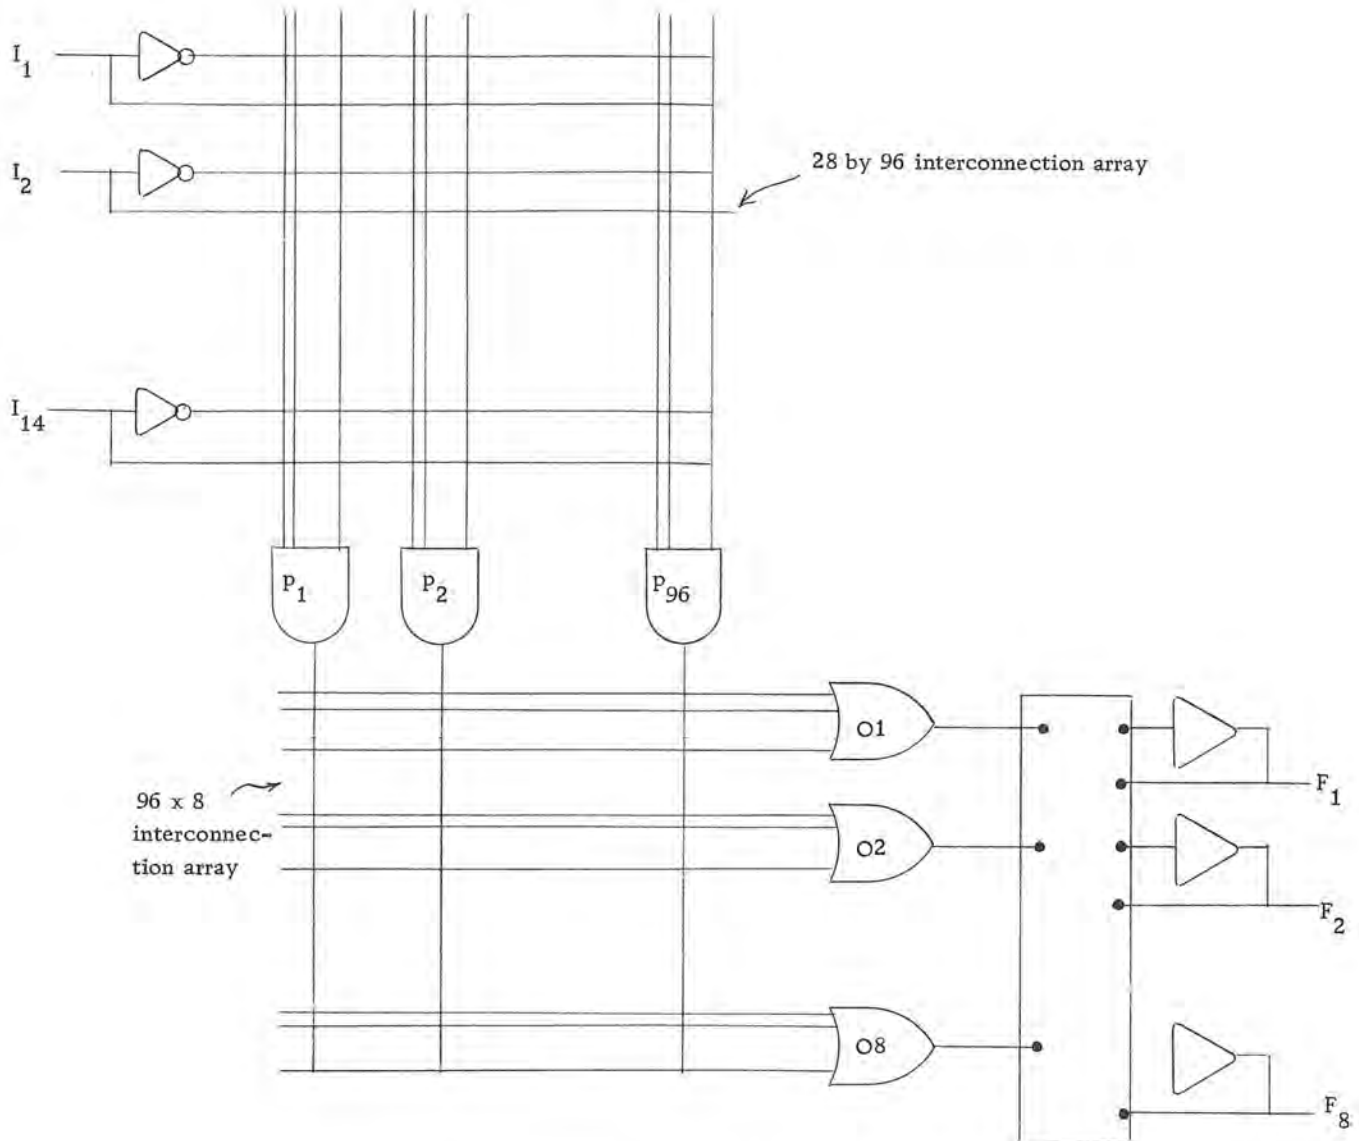 I1
I2
28 by 96 interconnection array
I14
p1
p2
p96
O1
F1
96 x 8
interconnec-
tion array
O2
F2
O8
F8